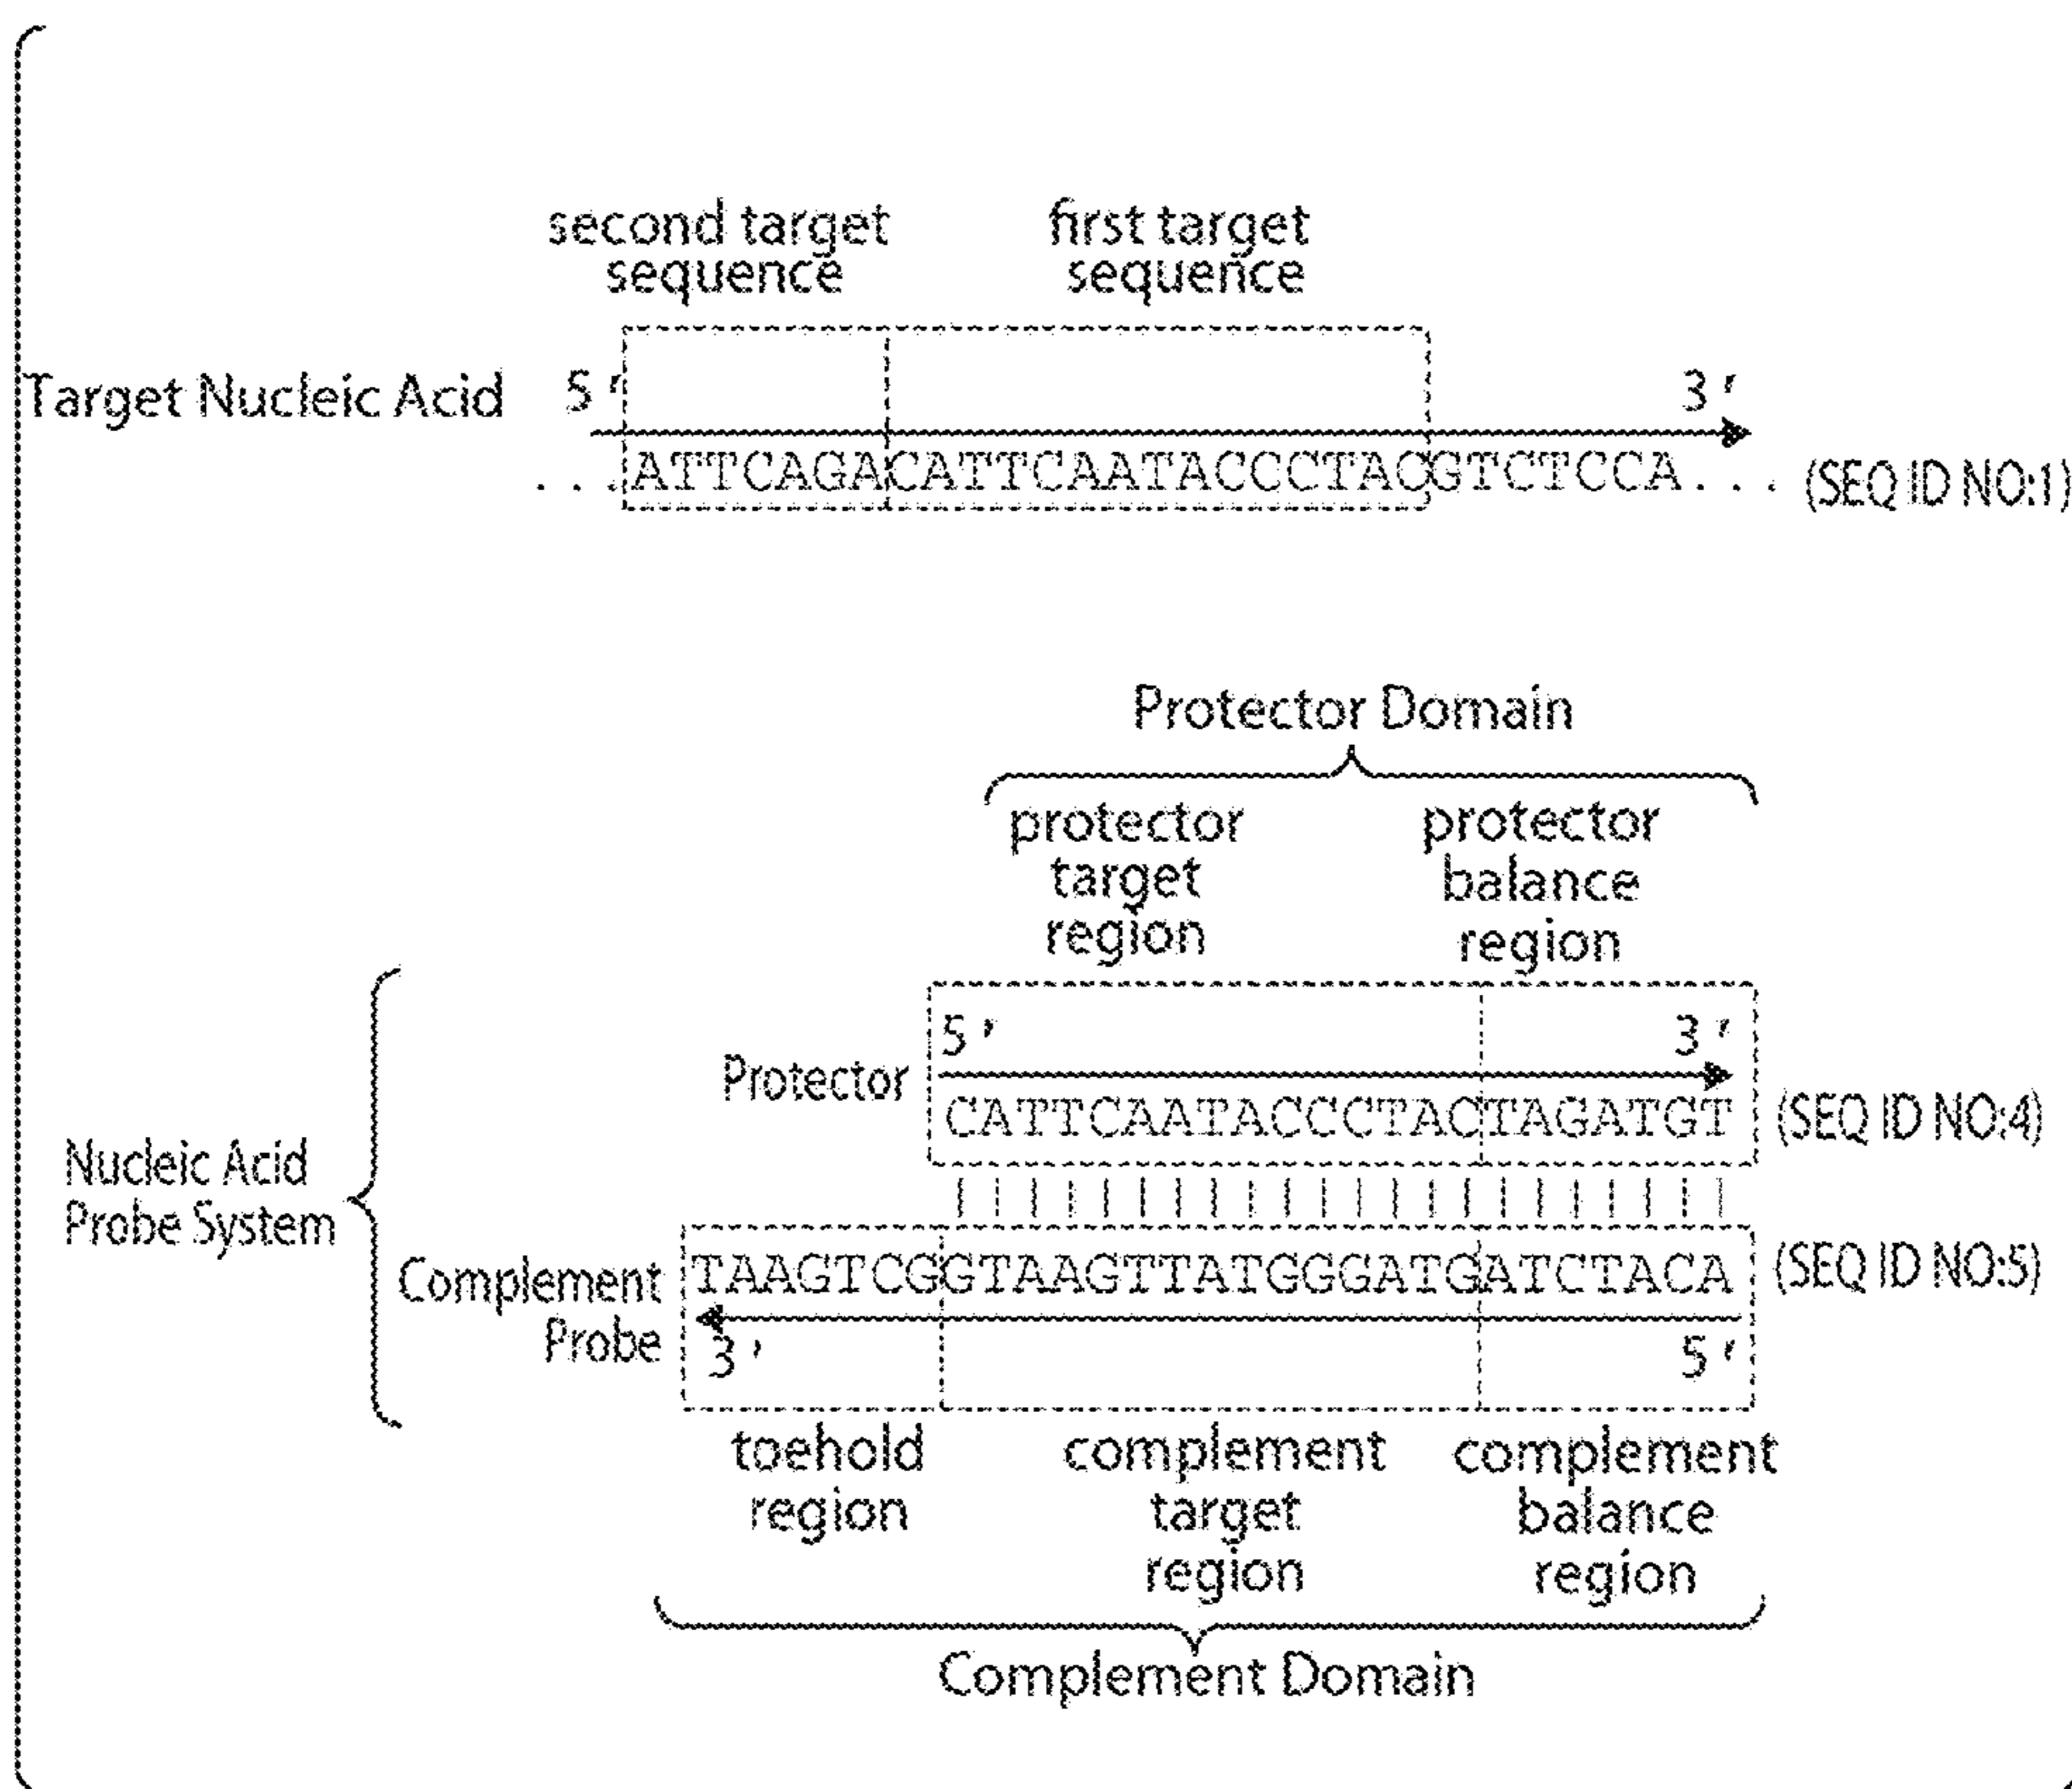 second target
sequence
first target
sequence
Target Nucleic Acid
5'
3'
...ATTCAGACATTCAATACCCTACGTCTCCA...
(SEQ ID NO:1)
Protector Domain
protector
target
region
protector
balance
region
5'
3'
Protector
CATTCAATACCCTACTAGATGT
(SEQ ID NO:4)
Nucleic Acid
Probe System
Complement
Probe
TAAGTCGGTAAGTTATGGGATGATCTACA
(SEQ ID NO:5)
3'
5'
toehold
region
complement
target
region
complement
balance
region
Complement Domain